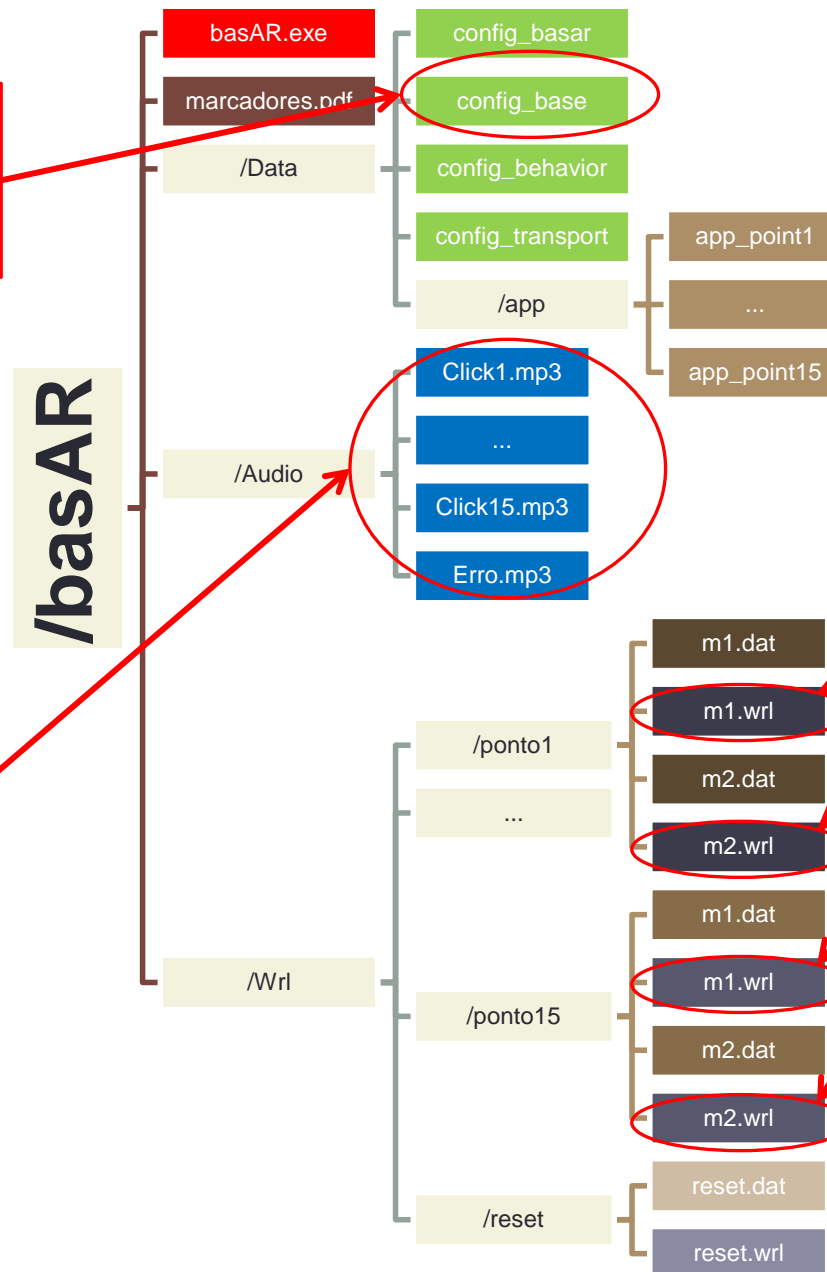 /basAR
basAR.exe
marcadores.pdf
/Data
config_basar
config_base
config_behavior
config_transport
/app
app_point1
...
app_point15
/Audio
Click1.mp3
...
Click15.mp3
Erro.mp3
/Wrl
/ponto1
m1.dat
m1.wrl
m2.dat
m2.wrl
...
/ponto15
m1.dat
m1.wrl
m2.dat
m2.wrl
/reset
reset.dat
reset.wrl